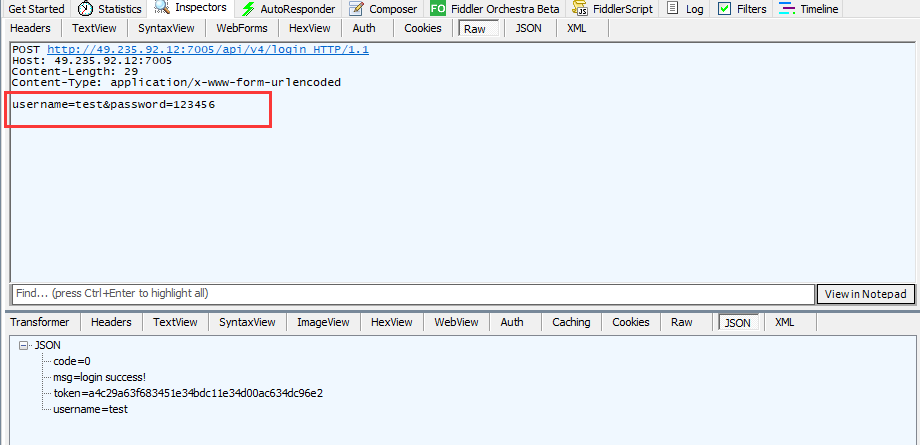 Get Started Statistics Inspectors AutoResponder Composer FO Fiddler Orchestra Beta FiddlerScript Log Filters Timeline
Headers TextView SyntaxView WebForms HexView Auth Cookies Raw JSON XML
POST http://49.235.92.12:7005/api/v4/login HTTP/1.1
Host: 49.235.92.12:7005
Content-Length: 29
Content-Type: application/x-www-form-urlencoded
username=test&password=123456
Find... (press Ctrl+Enter to highlight all) View in Notepad
Transformer Headers TextView SyntaxView ImageView HexView WebView Auth Caching Cookies Raw JSON XML
JSON
code=0
msg=login success!
token=a4c29a63f683451e34bdc11e34d00ac634dc96e2
username=test